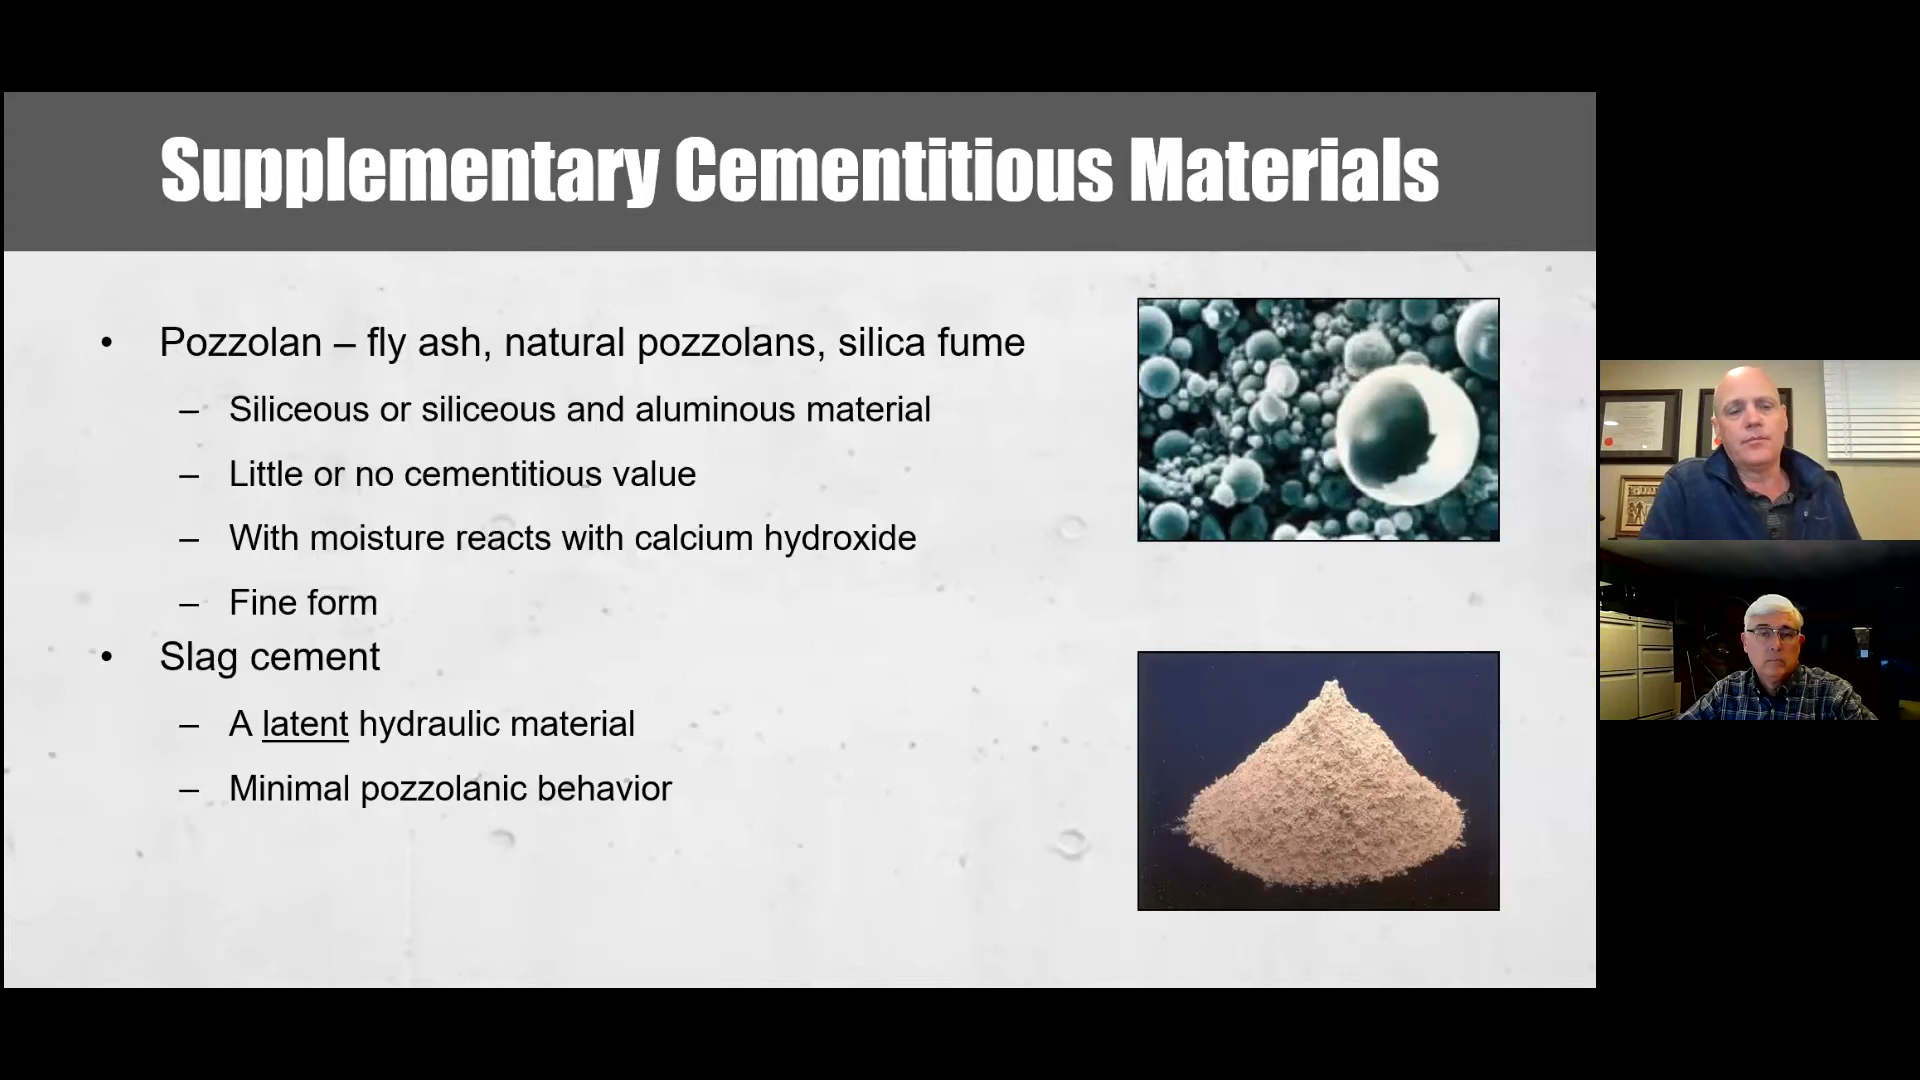 Supplementary Cementitious Materials
• Pozzolan – fly ash, natural pozzolans, silica fume
– Siliceous or siliceous and aluminous material
– Little or no cementitious value
– With moisture reacts with calcium hydroxide
– Fine form
• Slag cement
– A latent hydraulic material
– Minimal pozzolanic behavior